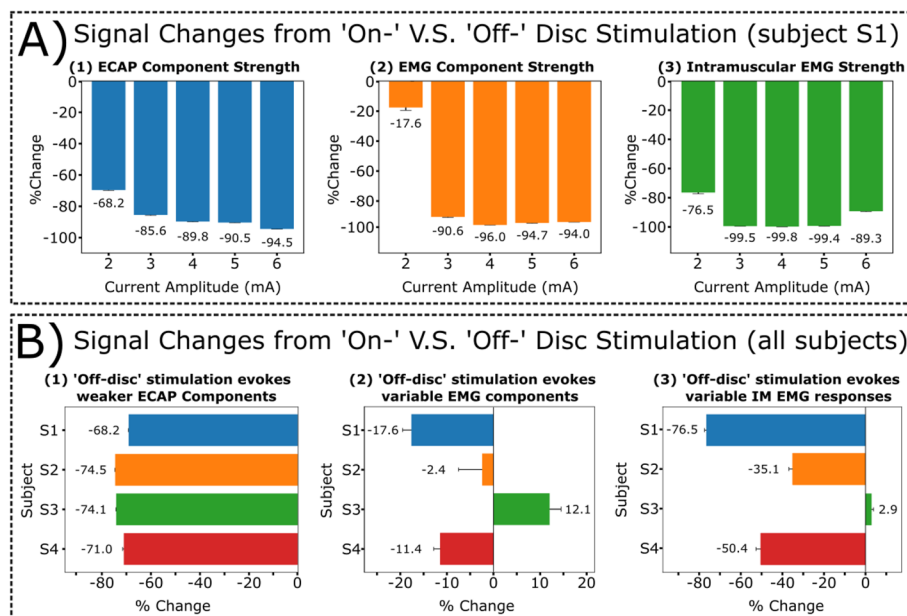 A) Signal Changes from 'On-' V.S. 'Off-' Disc Stimulation (subject S1)
(1) ECAP Component Strength
0
-20
-40
-60
-80
-100
%Change
-68.2
-85.6
-89.8
-90.5
-94.5
2 3 4 5 6
Current Amplitude (mA)
(2) EMG Component Strength
0
-20
-40
-60
-80
-100
%Change
-17.6
-90.6
-96.0
-94.7
-94.0
2 3 4 5 6
Current Amplitude (mA)
(3) Intramuscular EMG Strength
0
-20
-40
-60
-80
-100
%Change
-76.5
-99.5
-99.8
-99.4
-89.3
2 3 4 5 6
Current Amplitude (mA)
B) Signal Changes from 'On-' V.S. 'Off-' Disc Stimulation (all subjects)
(1) 'Off-disc' stimulation evokes
weaker ECAP Components
Subject
S1 -68.2
S2 -74.5
S3 -74.1
S4 -71.0
-80 -60 -40 -20 0
% Change
(2) 'Off-disc' stimulation evokes
variable EMG components
Subject
S1 -17.6
S2 -2.4
S3 12.1
S4 -11.4
-20 -10 0 10 20
% Change
(3) 'Off-disc' stimulation evokes
variable IM EMG responses
Subject
S1 -76.5
S2 -35.1
S3 2.9
S4 -50.4
-80 -60 -40 -20 0
% Change